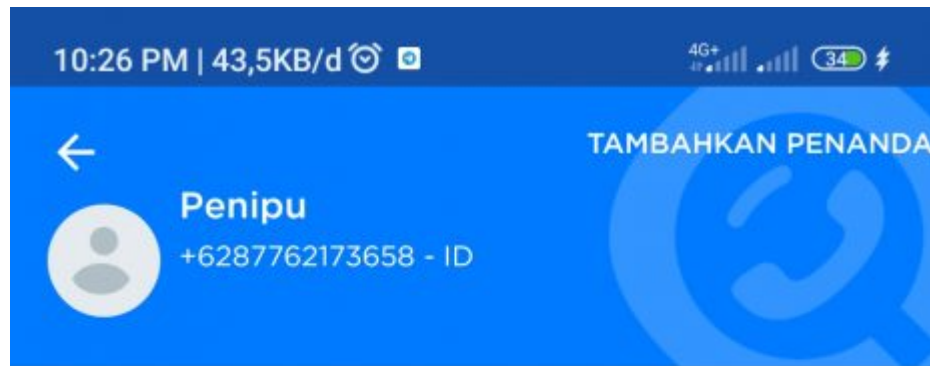 10:26 PM | 43,5KB/d 4G+ 34
TAMBAHKAN PENANDA
Penipu
+6287762173658 - ID